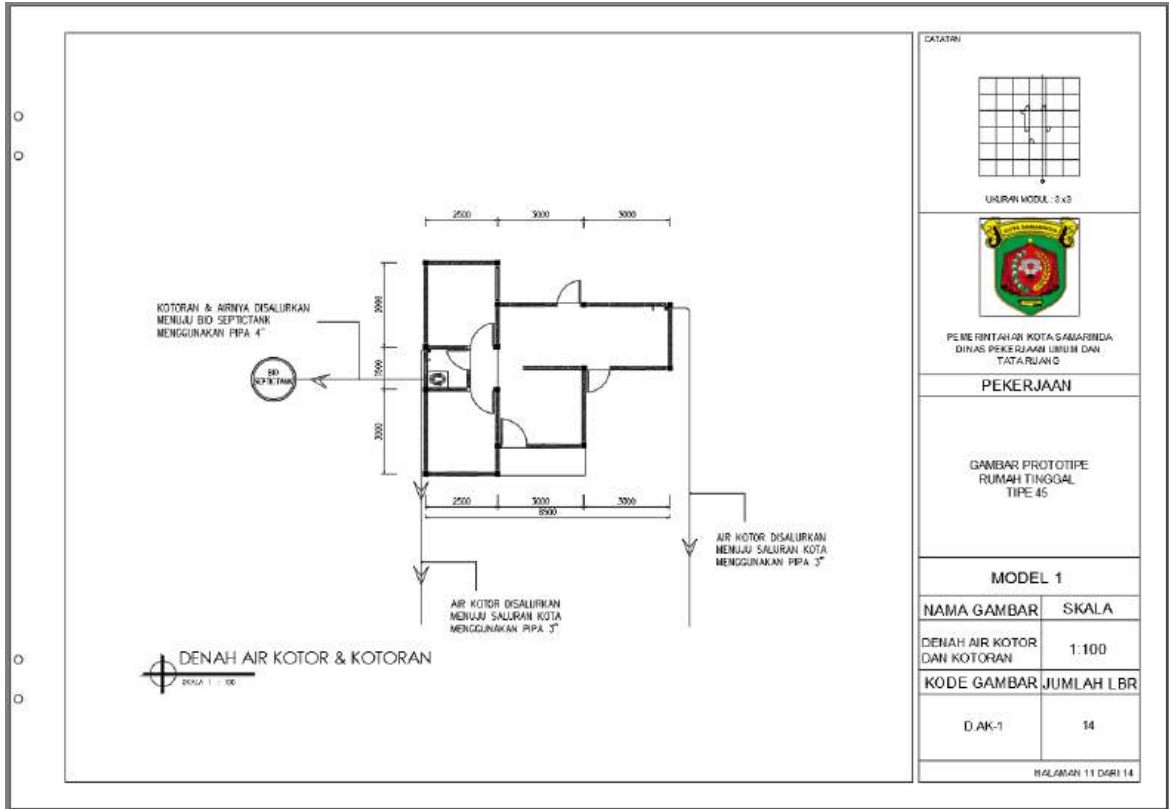 2500 3000 3000
KOTORAN & AIRNYA DISALURKAN
MENUJU BIO SEPTICTANK
MENGGUNAKAN PIPA 4"
BIO
SEPTICTANK
3000
1500
3000
2500 3000 3000
8500
AIR KOTOR DISALURKAN
MENUJU SALURAN KOTA
MENGGUNAKAN PIPA 3"
AIR KOTOR DISALURKAN
MENUJU SALURAN KOTA
MENGGUNAKAN PIPA 3"
DENAH AIR KOTOR & KOTORAN
SKALA 1 : 100
CATATAN
UKURAN MODUL : 3x3
KOTA SAMARINDA
PEMERINTAHAN KOTA SAMARINDA
DINAS PEKERJAAN UMUM DAN
TATA RUANG
PEKERJAAN
GAMBAR PROTOTIPE
RUMAH TINGGAL
TIPE 45
MODEL 1
NAMA GAMBAR SKALA
DENAH AIR KOTOR
DAN KOTORAN
1:100
KODE GAMBAR JUMLAH LBR
D.AK-1 14
HALAMAN 11 DARI 14